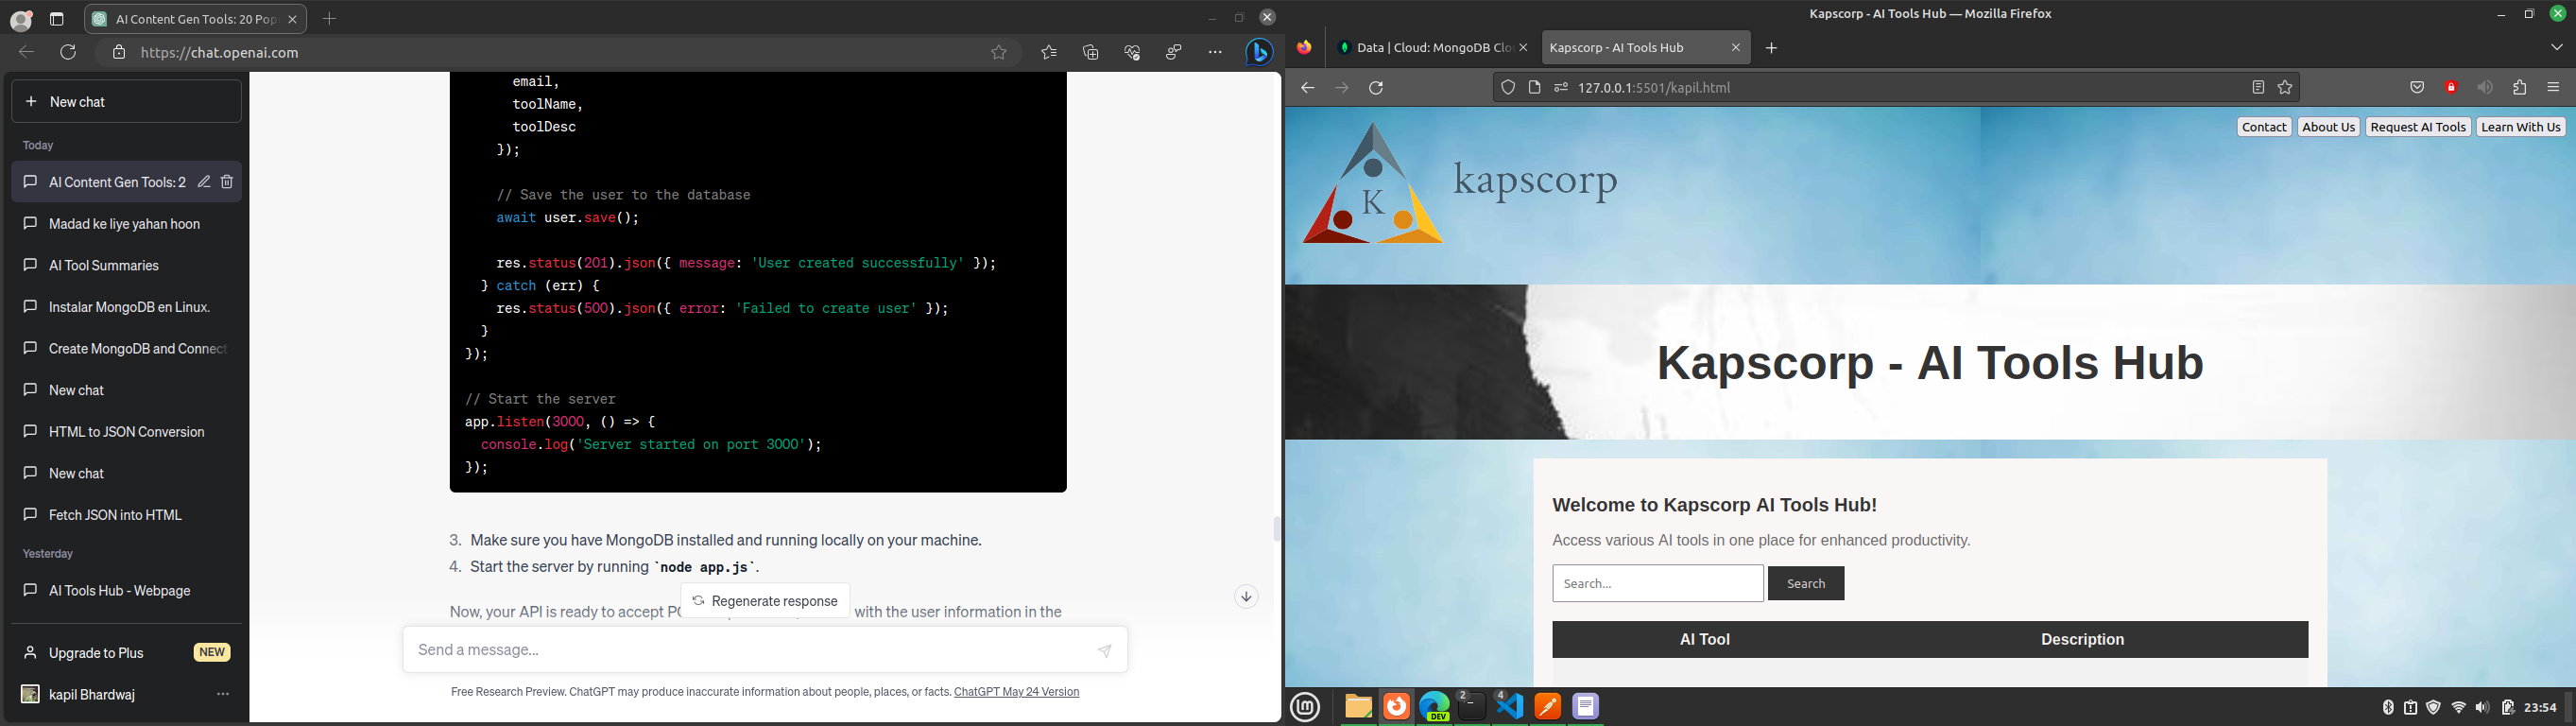 AI Content Gen Tools: 20 Pop
https://chat.openai.com
New chat
Today
AI Content Gen Tools: 2
Madad ke liye yahan hoon
AI Tool Summaries
Instalar MongoDB en Linux.
Create MongoDB and Connect
New chat
HTML to JSON Conversion
New chat
Fetch JSON into HTML
Yesterday
AI Tools Hub - Webpage
Upgrade to Plus NEW
kapil Bhardwaj
email,
toolName,
toolDesc
});
// Save the user to the database
await user.save();
res.status(201).json({ message: 'User created successfully' });
} catch (err) {
res.status(500).json({ error: 'Failed to create user' });
}
});
// Start the server
app.listen(3000, () => {
console.log('Server started on port 3000');
});
3. Make sure you have MongoDB installed and running locally on your machine.
4. Start the server by running `node app.js`.
Now, your API is ready to accept with the user information in the
Regenerate response
Send a message...
Free Research Preview. ChatGPT may produce inaccurate information about people, places, or facts. ChatGPT May 24 Version
Kapscorp - AI Tools Hub — Mozilla Firefox
Data | Cloud: MongoDB Clou
Kapscorp - AI Tools Hub
127.0.0.1:5501/kapil.html
Contact
About Us
Request AI Tools
Learn With Us
K
kapscorp
Kapscorp - AI Tools Hub
Welcome to Kapscorp AI Tools Hub!
Access various AI tools in one place for enhanced productivity.
Search...
Search
AI Tool Description
DEV
2
4
23:54